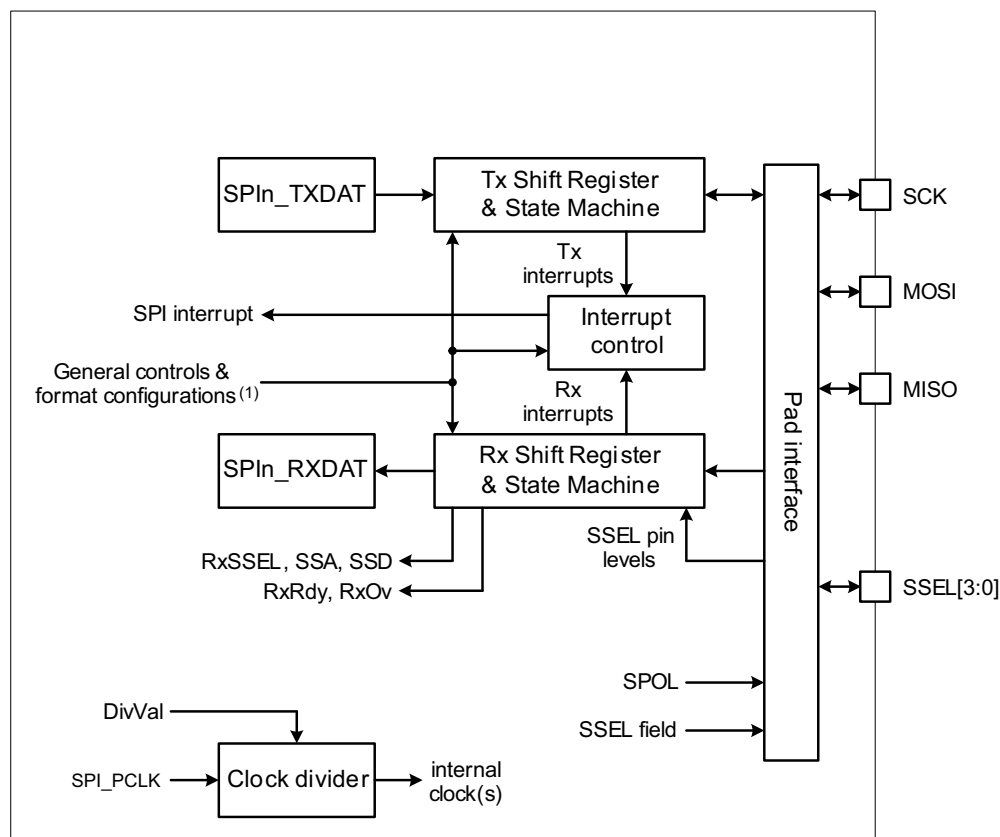 SPIn_TXDAT
Tx Shift Register
& State Machine
SCK
Tx
interrupts
MOSI
SPI interrupt
Interrupt
control
General controls &
format configurations (1)
Rx
interrupts
MISO
Pad interface
SPIn_RXDAT
Rx Shift Register
& State Machine
SSEL pin
levels
RxSSEL, SSA, SSD
RxRdy, RxOv
SSEL[3:0]
SPOL
DivVal
SSEL field
SPI_PCLK
Clock divider
internal
clock(s)